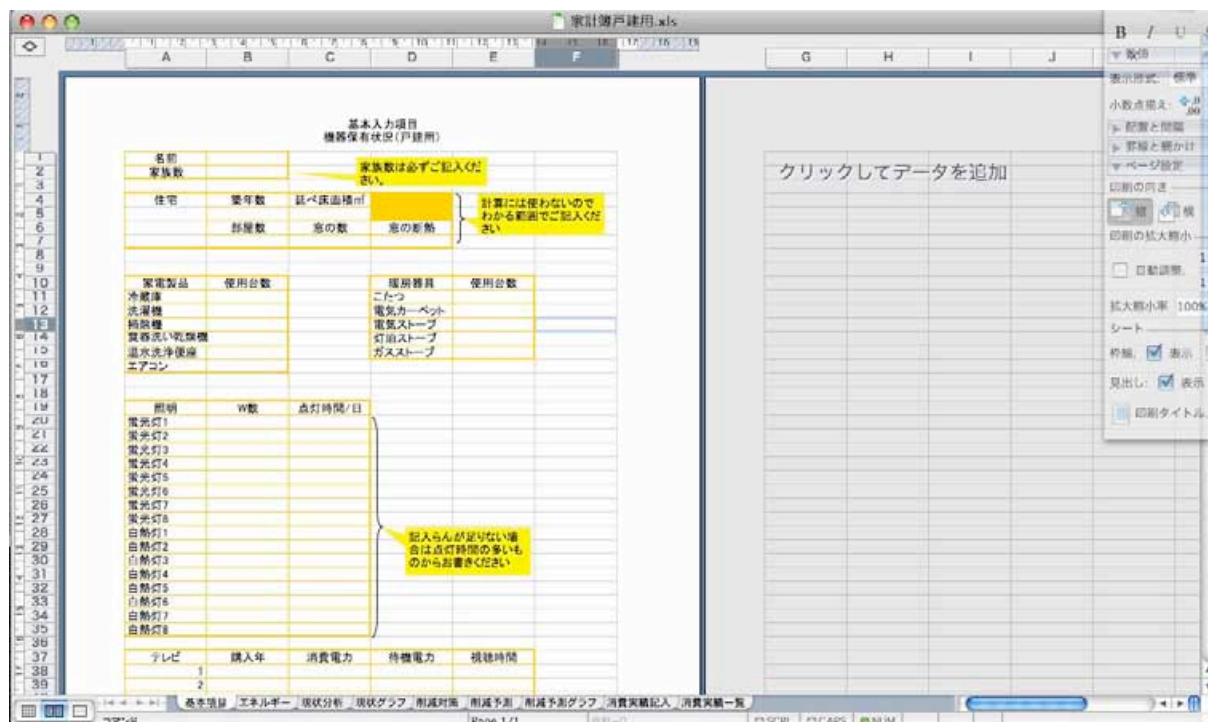 家計簿戸建用.xls
A B C D E F G H I J
B I U
数値
表示形式: 標準
小数点揃え:
配置と間隔
罫線と網かけ
ページ設定
印刷の向き
縦 横
印刷の拡大縮小
自動調整:
拡大縮小率 100%
シート
枠線: 表示
見出し: 表示
印刷タイトル
基本入力項目
機器保有状況(戸建用)
名前
家族数
家族数は必ずご記入くだ
さい。
住宅 築年数 延べ床面積㎡
部屋数 窓の数 窓の断熱
計算には使わないので
わかる範囲でご記入くだ
さい
クリックしてデータを追加
家電製品 使用台数 暖房器具 使用台数
冷蔵庫 こたつ
洗濯機 電気カーペット
掃除機 電気ストーブ
食器洗い乾燥機 灯油ストーブ
温水洗浄便座 ガスストーブ
エアコン
照明 W数 点灯時間/日
蛍光灯1
蛍光灯2
蛍光灯3
蛍光灯4
蛍光灯5
蛍光灯6
蛍光灯7
蛍光灯8
白熱灯1
白熱灯2
白熱灯3
白熱灯4
白熱灯5
白熱灯6
白熱灯7
白熱灯8
記入らんが足りない場
合は点灯時間の多いも
のからお書きください
テレビ 購入年 消費電力 待機電力 視聴時間
1
2
基本項目 エネルギー 現状分析 現状グラフ 削減対策 削減予測 削減予測グラフ 消費実績記入 消費実績一覧
コマンド Page 1/1 SCRL CAPS NUM